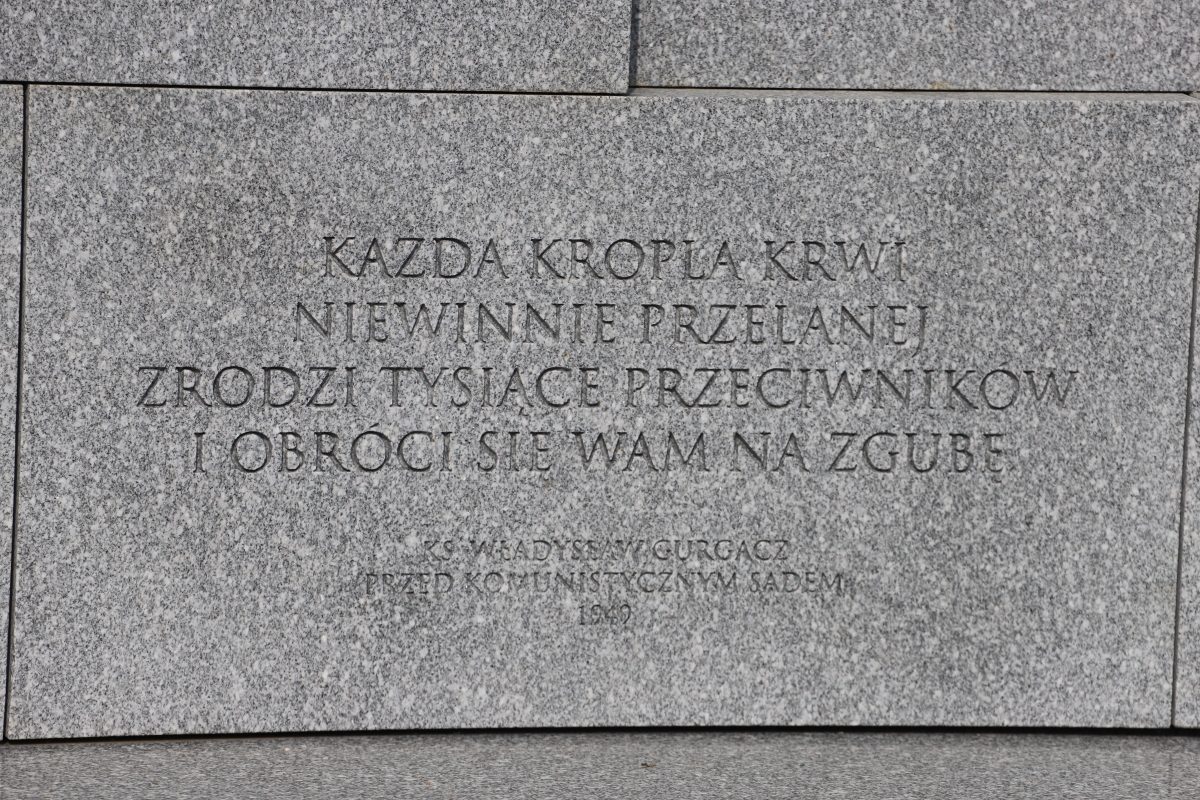 KAŻDA KROPLA KRWI
NIEWINNIE PRZELANEJ
ZRODZI TYSIĄCE PRZECIWNIKÓW
I OBRÓCI SIĘ WAM NA ZGUBĘ
KS. WŁADYSŁAW GURGACZ
PRZED KOMUNISTYCZNYM SĄDEM
1949